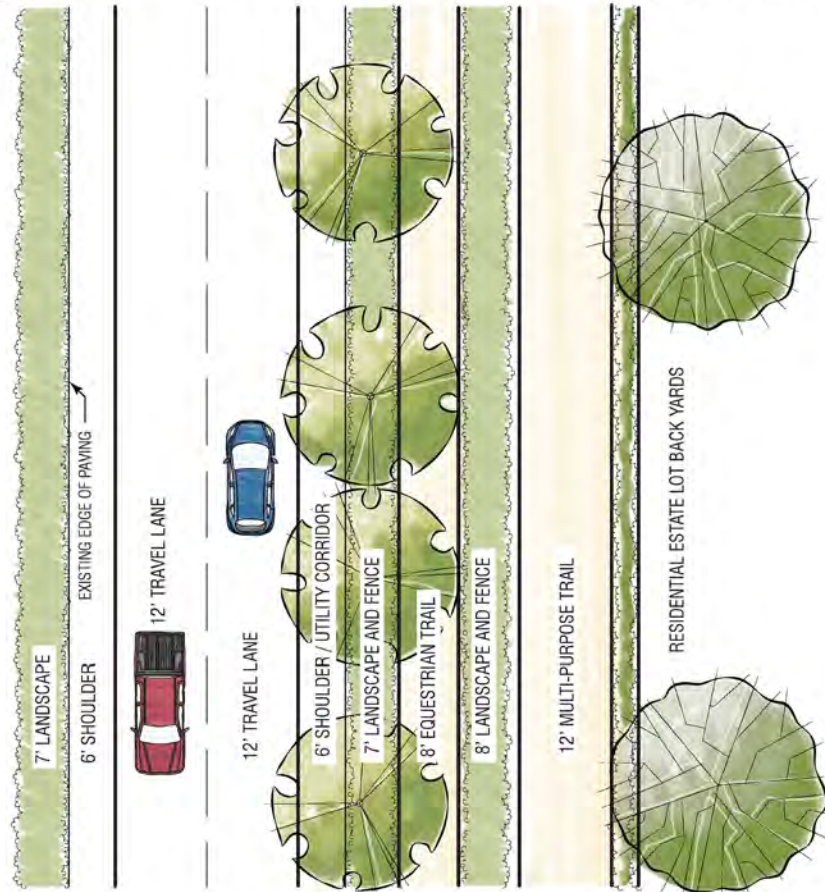 7' LANDSCAPE
EXISTING EDGE OF PAVING
6' SHOULDER
12' TRAVEL LANE
12' TRAVEL LANE
6' SHOULDER / UTILITY CORRIDOR
7' LANDSCAPE AND FENCE
8' EQUESTRIAN TRAIL
8' LANDSCAPE AND FENCE
12' MULTI-PURPOSE TRAIL
RESIDENTIAL ESTATE LOT BACK YARDS